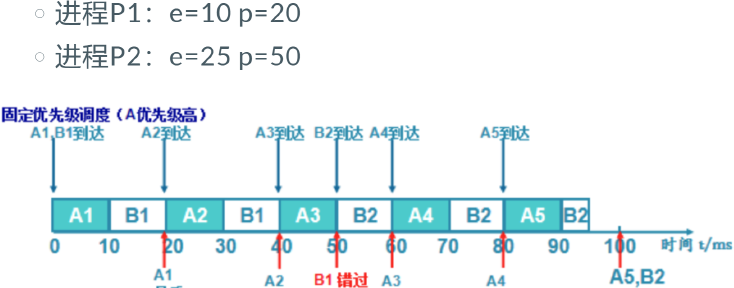 进程P1：e=10 p=20
进程P2：e=25 p=50
固定优先级调度（A优先级高）
A1,B1到达 A2到达 A3到达 B2到达 A4到达 A5到达
A1 B1 A2 B1 A3 B2 A4 B2 A5 B2
0 10 20 30 40 50 60 70 80 90 100 时间 t/ms
A1 A2 B1 错过 A3 A4 A5,B2